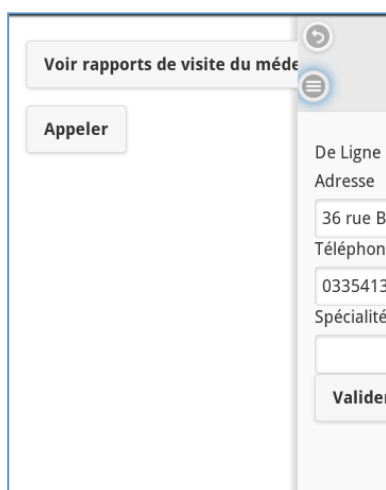 Voir rapports de visite du méde
Appeler
De Ligne
Adresse
36 rue B
Téléphon
0335413
Spécialité
Valider